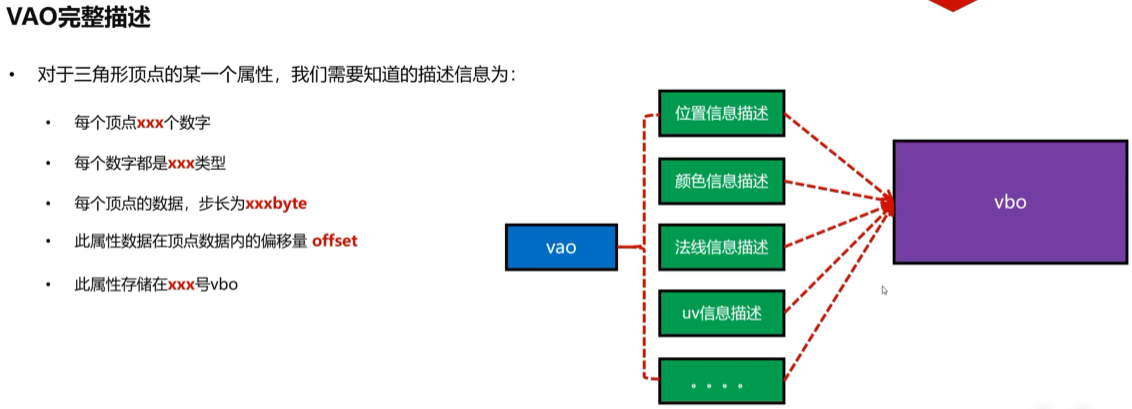 VAO完整描述
• 对于三角形顶点的某一个属性，我们需要知道的描述信息为：
• 每个顶点xxx个数字
• 每个数字都是xxx类型
• 每个顶点的数据，步长为xxxbyte
• 此属性数据在顶点数据内的偏移量 offset
• 此属性存储在xxx号vbo
vao
位置信息描述
颜色信息描述
法线信息描述
uv信息描述
。。。。
vbo